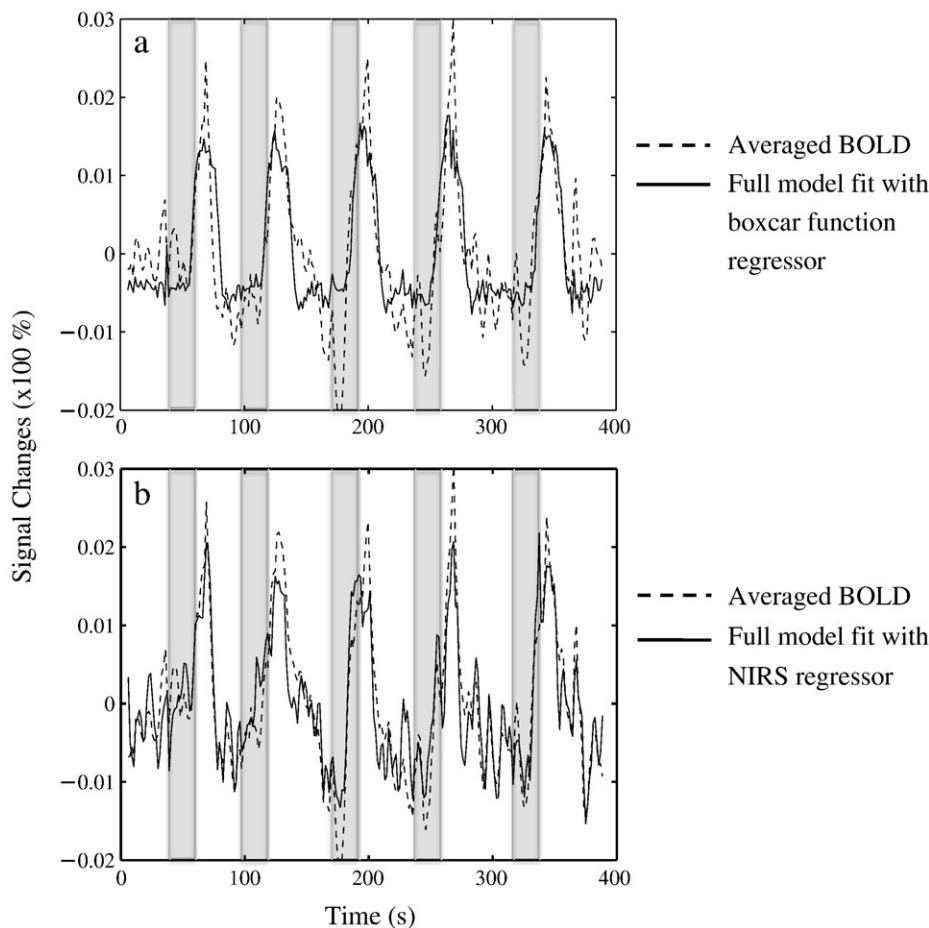 a
0.03
0.02
0.01
0
−0.01
−0.02
0
100
200
300
400
Averaged BOLD
Full model fit with
boxcar function
regressor
Signal Changes (x100 %)
b
0.03
0.02
0.01
0
−0.01
−0.02
0
100
200
300
400
Averaged BOLD
Full model fit with
NIRS regressor
Time (s)